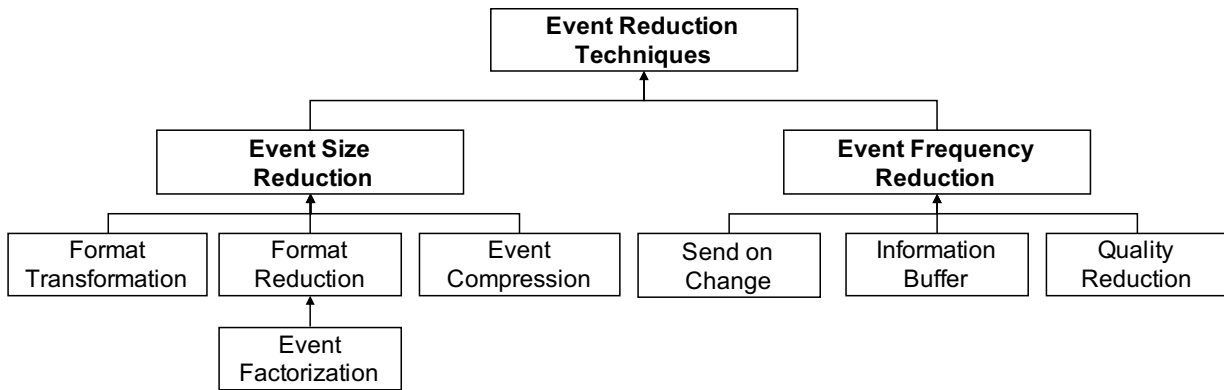 Event Reduction
Techniques
Event Size
Reduction
Event Frequency
Reduction
Format
Transformation
Format
Reduction
Event
Compression
Send on
Change
Information
Buffer
Quality
Reduction
Event
Factorization